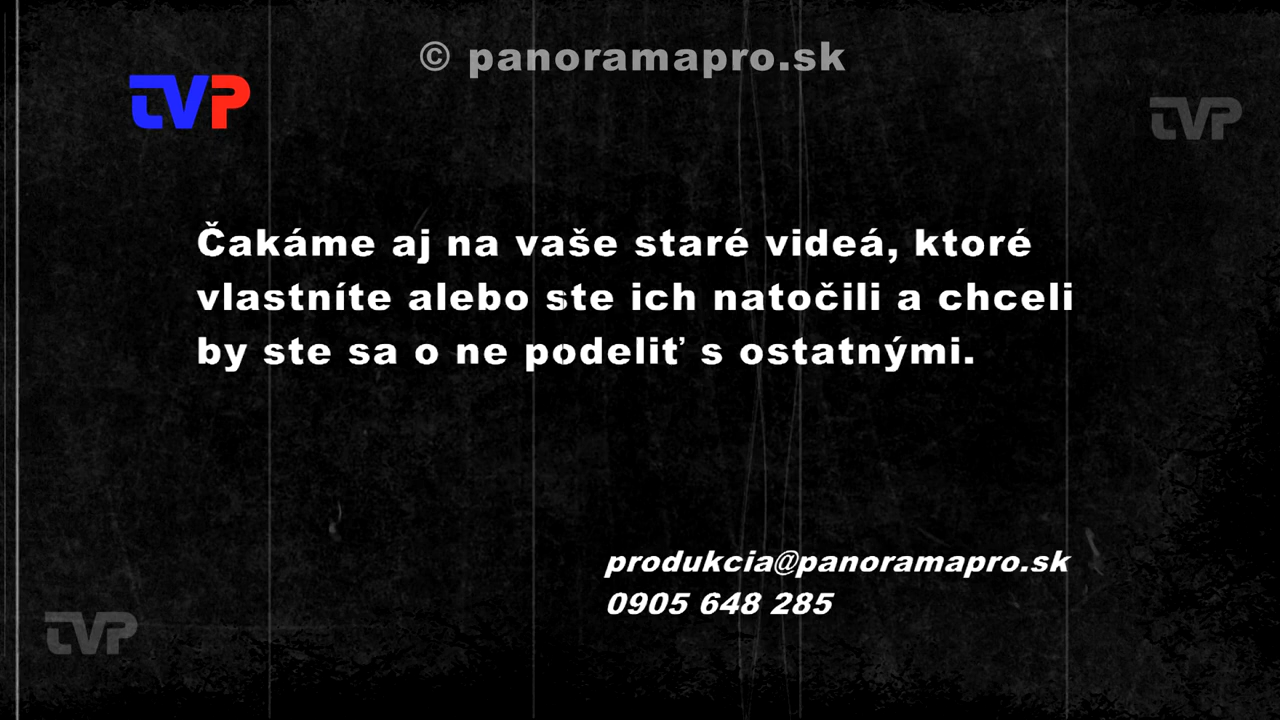 © panoramapro.sk
TVP
TVP
Čakáme aj na vaše staré videá, ktoré
vlastníte alebo ste ich natočili a chceli
by ste sa o ne podeliť s ostatnými.
produkcia@panoramapro.sk
0905 648 285
TVP